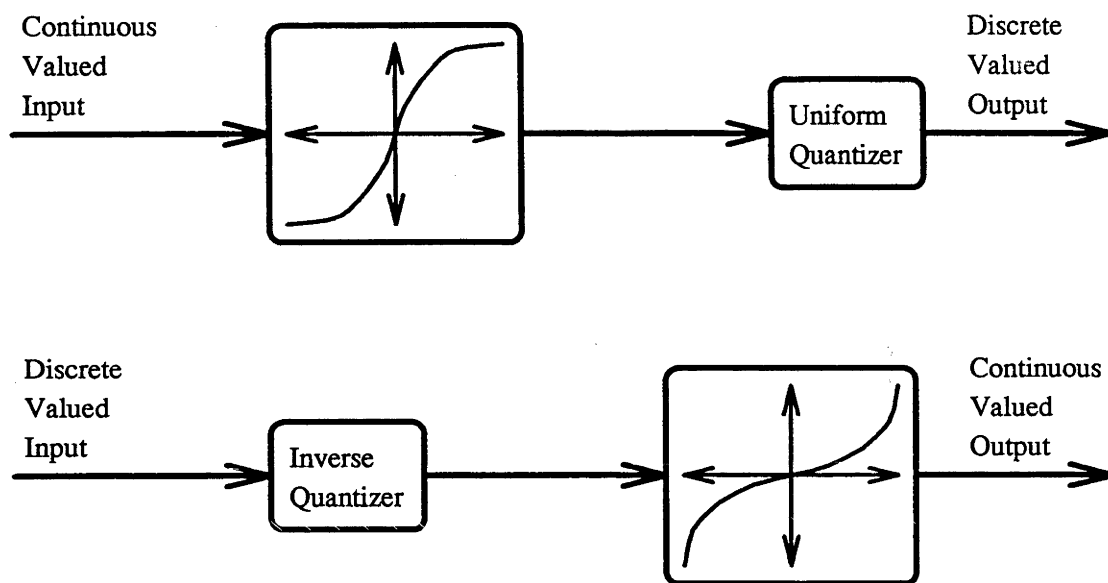 Continuous
Valued
Input
Discrete
Valued
Output
Uniform
Quantizer
Discrete
Valued
Input
Inverse
Quantizer
Continuous
Valued
Output